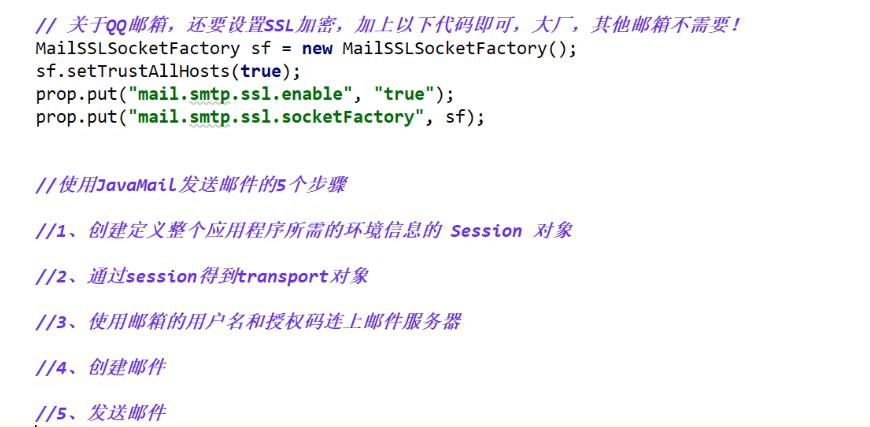 // 关于QQ邮箱，还要设置SSL加密，加上以下代码即可，大厂，其他邮箱不需要！
MailSSLSocketFactory sf = new MailSSLSocketFactory();
sf.setTrustAllHosts(true);
prop.put("mail.smtp.ssl.enable", "true");
prop.put("mail.smtp.ssl.socketFactory", sf);
//使用JavaMail发送邮件的5个步骤
//1、创建定义整个应用程序所需的环境信息的 Session 对象
//2、通过session得到transport对象
//3、使用邮箱的用户名和授权码连上邮件服务器
//4、创建邮件
//5、发送邮件